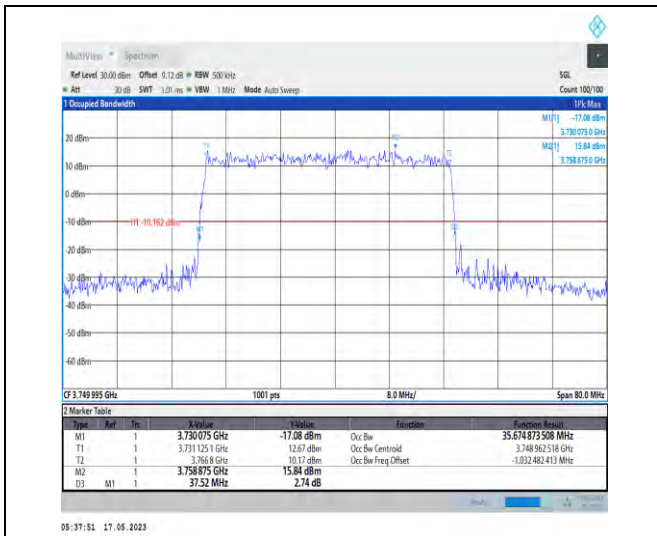 MultiView Spectrum
Ref Level 30.00 dBm Offset 9.12 dB RBW 500 kHz SGL
Att 30 dB SWT 1.01 ms VBW 1 MHz Mode Auto Sweep Count 100/100
1 Occupied Bandwidth 1Pk Max
M1[1] -17.08 dBm
3.730 075 0 GHz
M2[1] 15.84 dBm
3.758 875 0 GHz
20 dBm
10 dBm
0 dBm
-10 dBm
H1 -10.162 dBm
-20 dBm
-30 dBm
-40 dBm
-50 dBm
-60 dBm
CF 3.749 995 GHz 1001 pts 8.0 MHz/ Span 80.0 MHz
2 Marker Table
Type Ref Trc X-Value Y-Value Function Function Result
M1 1 3.730 075 GHz -17.08 dBm Occ Bw 35.674 873 508 MHz
T1 1 3.731 125 1 GHz 12.67 dBm Occ Bw Centroid 3.748 962 518 GHz
T2 1 3.766 8 GHz 10.17 dBm Occ Bw Freq Offset -1.032 482 413 MHz
M2 1 3.758 875 GHz 15.84 dBm
D3 M1 1 37.52 MHz 2.74 dB
05:37:51 17.05.2023